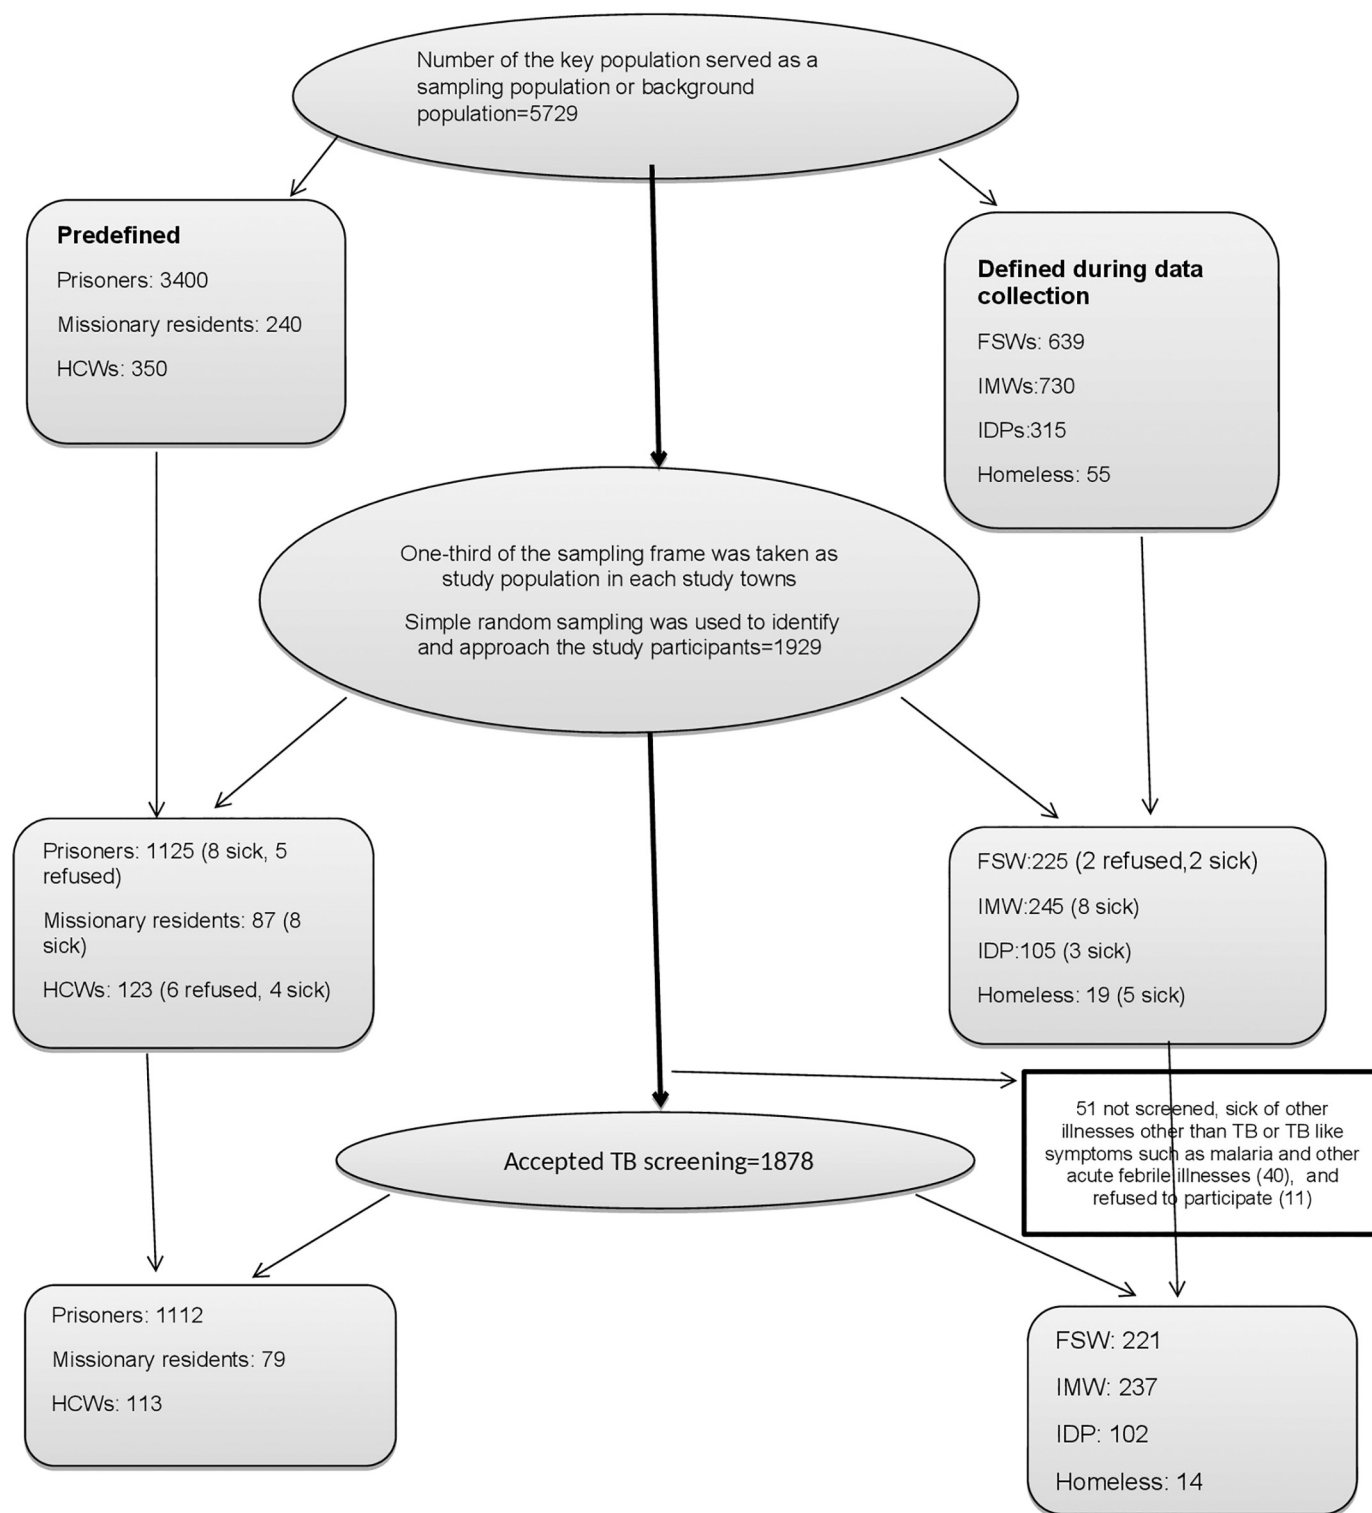 Number of the key population served as a
sampling population or background
population=5729
Predefined
Prisoners: 3400
Missionary residents: 240
HCWs: 350
Defined during data
collection
FSWs: 639
IMWs:730
IDPs:315
Homeless: 55
One-third of the sampling frame was taken as
study population in each study towns
Simple random sampling was used to identify
and approach the study participants=1929
Prisoners: 1125 (8 sick, 5
refused)
Missionary residents: 87 (8
sick)
HCWs: 123 (6 refused, 4 sick)
FSW:225 (2 refused,2 sick)
IMW:245 (8 sick)
IDP:105 (3 sick)
Homeless: 19 (5 sick)
51 not screened, sick of other
illnesses other than TB or TB like
symptoms such as malaria and other
acute febrile illnesses (40), and
refused to participate (11)
Accepted TB screening=1878
Prisoners: 1112
Missionary residents: 79
HCWs: 113
FSW: 221
IMW: 237
IDP: 102
Homeless: 14